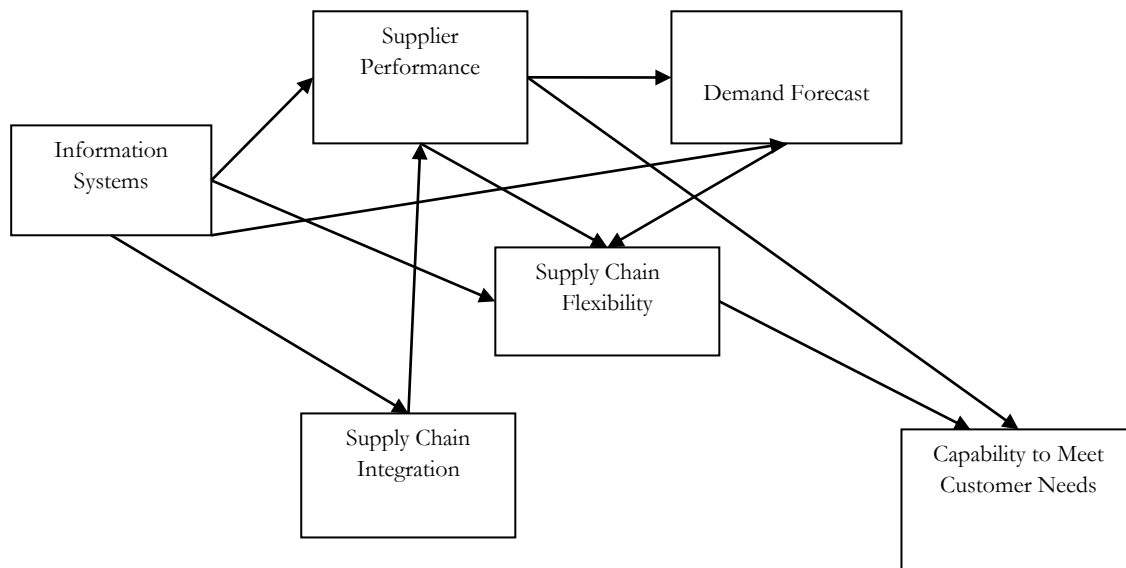 Supplier
Performance
Demand Forecast
Information
Systems
Supply Chain
Flexibility
Supply Chain
Integration
Capability to Meet
Customer Needs